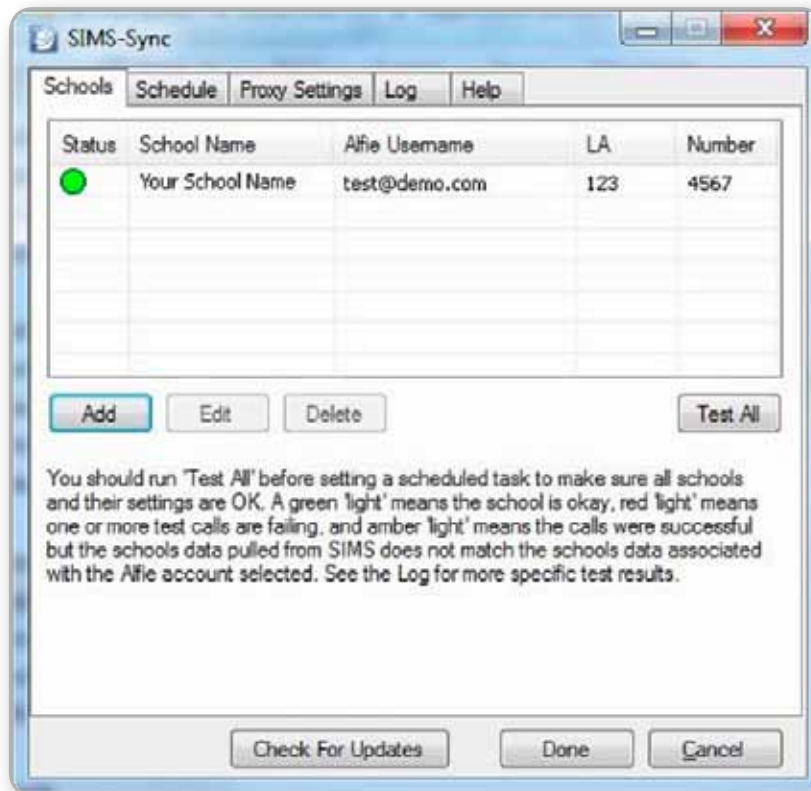 SIMS-Sync
Schools Schedule Proxy Settings Log Help
Status School Name Alfie Username LA Number
Your School Name test@demo.com 123 4567
Add Edit Delete Test All
You should run 'Test All' before setting a scheduled task to make sure all schools
and their settings are OK. A green 'light' means the school is okay, red 'light' means
one or more test calls are failing, and amber 'light' means the calls were successful
but the schools data pulled from SIMS does not match the schools data associated
with the Alfie account selected. See the Log for more specific test results.
Check For Updates Done Cancel